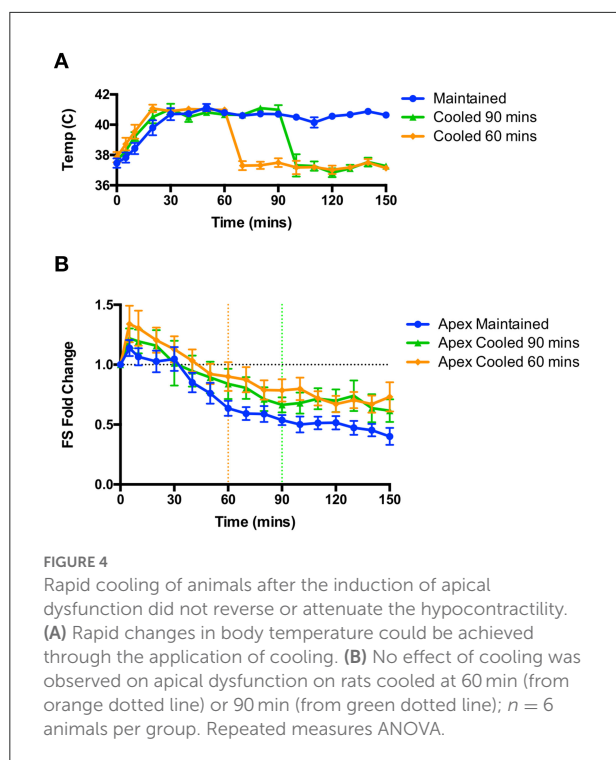 A
Temp (C)
42
40
38
36
0
30
60
90
120
150
Time (mins)
Maintained
Cooled 90 mins
Cooled 60 mins
B
FS Fold Change
1.5
1.0
0.5
0.0
0
30
60
90
120
150
Time (mins)
Apex Maintained
Apex Cooled 90 mins
Apex Cooled 60 mins
FIGURE 4
Rapid cooling of animals after the induction of apical
dysfunction did not reverse or attenuate the hypocontractility.
(A) Rapid changes in body temperature could be achieved
through the application of cooling. (B) No effect of cooling was
observed on apical dysfunction on rats cooled at 60 min (from
orange dotted line) or 90 min (from green dotted line); n = 6
animals per group. Repeated measures ANOVA.